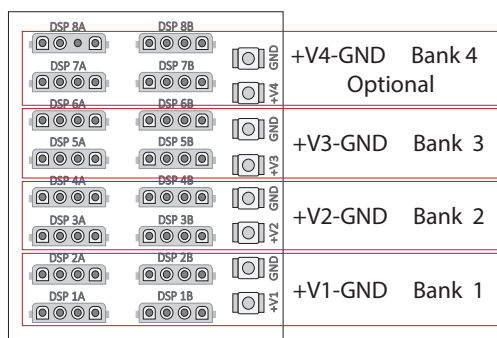 DSP 8A DSP 8B
GND
+V4-GND Bank 4
Optional
DSP 7A DSP 7B
+V4
DSP 6A DSP 6B
GND
+V3-GND Bank 3
DSP 5A DSP 5B
+V3
DSP 4A DSP 4B
GND
+V2-GND Bank 2
DSP 3A DSP 3B
+V2
DSP 2A DSP 2B
GND
+V1-GND Bank 1
DSP 1A DSP 1B
+V1